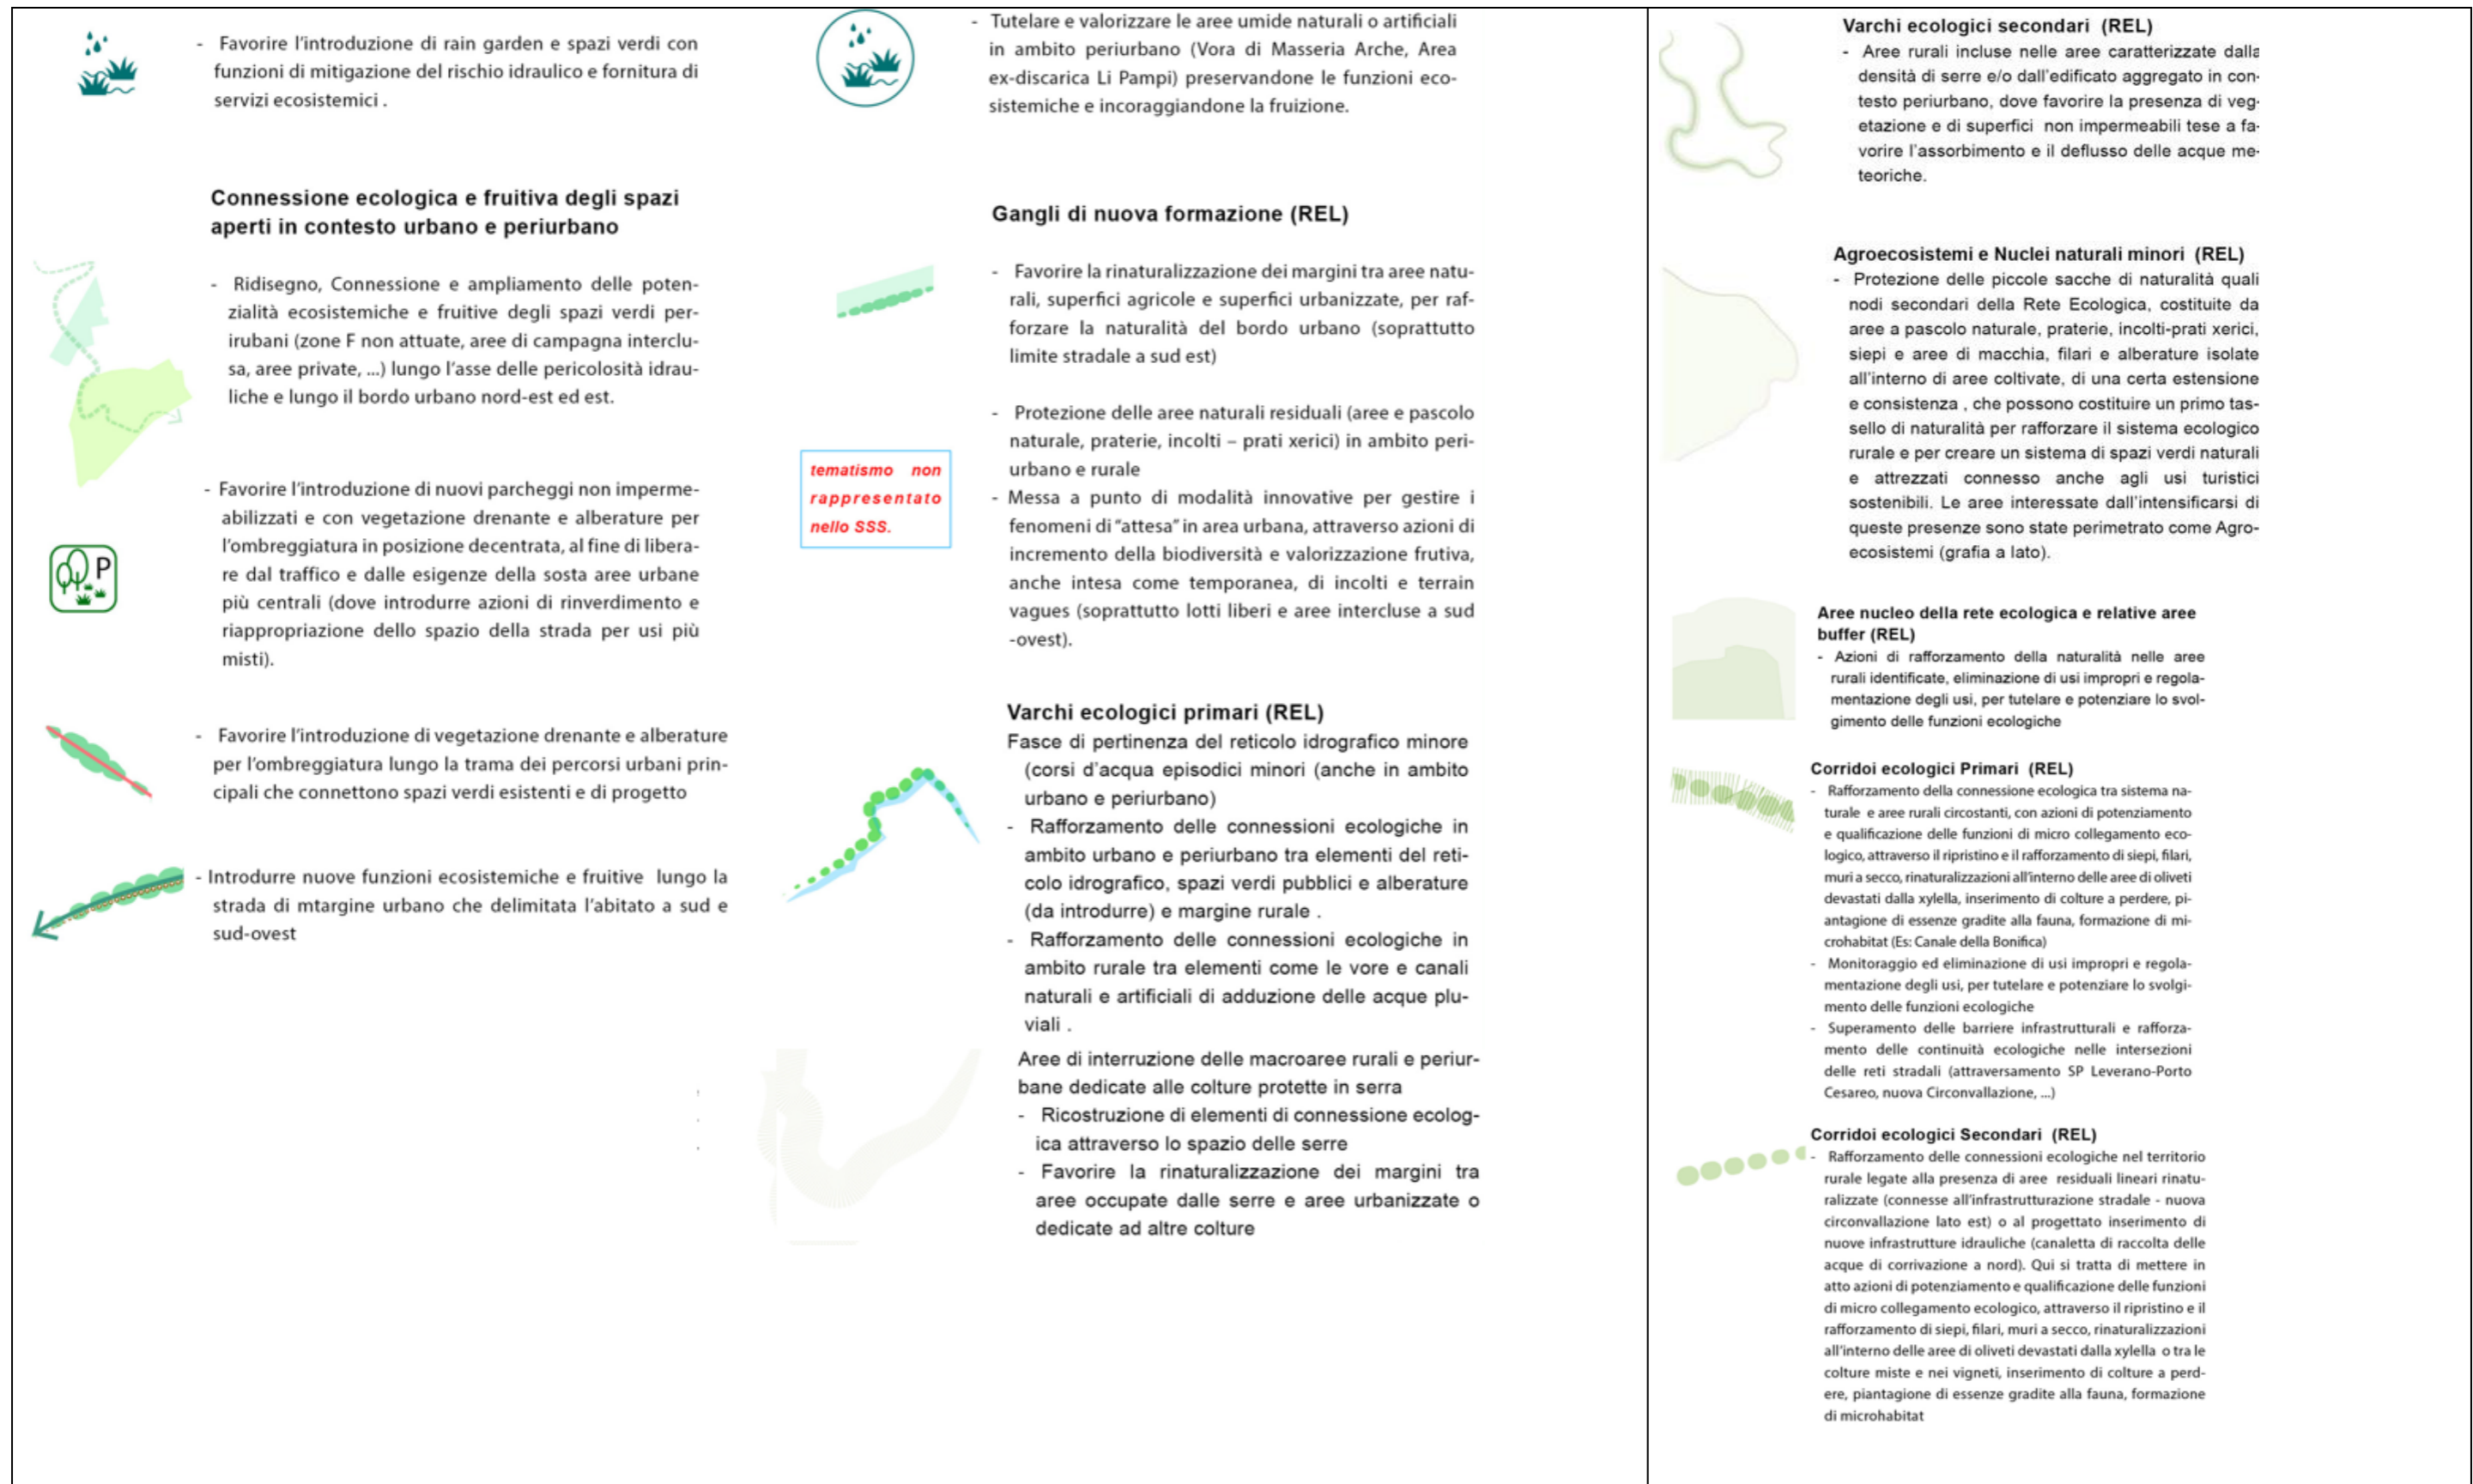 - Favorire l'introduzione di rain garden e spazi verdi con
funzioni di mitigazione del rischio idraulico e fornitura di
servizi ecosistemici .
Connessione ecologica e fruitiva degli spazi
aperti in contesto urbano e periurbano
- Ridisegno, Connessione e ampliamento delle poten-
zialità ecosistemiche e fruitive degli spazi verdi per-
irubani (zone F non attuate, aree di campagna interclu-
sa, aree private, ...) lungo l'asse delle pericolosità idrau-
liche e lungo il bordo urbano nord-est ed est.
- Favorire l'introduzione di nuovi parcheggi non imperme-
abilizzati e con vegetazione drenante e alberature per
l'ombreggiatura in posizione decentrata, al fine di libera-
re dal traffico e dalle esigenze della sosta aree urbane
più centrali (dove introdurre azioni di rinverdimento e
riappropriazione dello spazio della strada per usi più
misti).
P
- Favorire l'introduzione di vegetazione drenante e alberature
per l'ombreggiatura lungo la trama dei percorsi urbani prin-
cipali che connettono spazi verdi esistenti e di progetto
- Introdurre nuove funzioni ecosistemiche e fruitive lungo la
strada di mtargine urbano che delimitata l'abitato a sud e
sud-ovest
- Tutelare e valorizzare le aree umide naturali o artificiali
in ambito periurbano (Vora di Masseria Arche, Area
ex-discarica Li Pampi) preservandone le funzioni eco-
sistemiche e incoraggiandone la fruizione.
Gangli di nuova formazione (REL)
- Favorire la rinaturalizzazione dei margini tra aree natu-
rali, superfici agricole e superfici urbanizzate, per raf-
forzare la naturalità del bordo urbano (soprattutto
limite stradale a sud est)
- Protezione delle aree naturali residuali (aree e pascolo
naturale, praterie, incolti – prati xerici) in ambito peri-
urbano e rurale
- Messa a punto di modalità innovative per gestire i
fenomeni di "attesa" in area urbana, attraverso azioni di
incremento della biodiversità e valorizzazione frutiva,
anche intesa come temporanea, di incolti e terrain
vagues (soprattutto lotti liberi e aree intercluse a sud
-ovest).
tematismo non
rappresentato
nello SSS.
Varchi ecologici primari (REL)
Fasce di pertinenza del reticolo idrografico minore
(corsi d'acqua episodici minori (anche in ambito
urbano e periurbano)
- Rafforzamento delle connessioni ecologiche in
ambito urbano e periurbano tra elementi del reti-
colo idrografico, spazi verdi pubblici e alberature
(da introdurre) e margine rurale .
- Rafforzamento delle connessioni ecologiche in
ambito rurale tra elementi come le vore e canali
naturali e artificiali di adduzione delle acque plu-
viali .
Aree di interruzione delle macroaree rurali e periur-
bane dedicate alle colture protette in serra
- Ricostruzione di elementi di connessione ecolog-
ica attraverso lo spazio delle serre
- Favorire la rinaturalizzazione dei margini tra
aree occupate dalle serre e aree urbanizzate o
dedicate ad altre colture
Varchi ecologici secondari (REL)
- Aree rurali incluse nelle aree caratterizzate dalla
densità di serre e/o dall'edificato aggregato in con-
testo periurbano, dove favorire la presenza di veg-
etazione e di superfici non impermeabili tese a fa-
vorire l'assorbimento e il deflusso delle acque me-
teoriche.
Agroecosistemi e Nuclei naturali minori (REL)
- Protezione delle piccole sacche di naturalità quali
nodi secondari della Rete Ecologica, costituite da
aree a pascolo naturale, praterie, incolti-prati xerici,
siepi e aree di macchia, filari e alberature isolate
all'interno di aree coltivate, di una certa estensione
e consistenza , che possono costituire un primo tas-
sello di naturalità per rafforzare il sistema ecologico
rurale e per creare un sistema di spazi verdi naturali
e attrezzati connesso anche agli usi turistici
sostenibili. Le aree interessate dall'intensificarsi di
queste presenze sono state perimetrato come Agro-
ecosistemi (grafia a lato).
Aree nucleo della rete ecologica e relative aree
buffer (REL)
- Azioni di rafforzamento della naturalità nelle aree
rurali identificate, eliminazione di usi impropri e regola-
mentazione degli usi, per tutelare e potenziare lo svol-
gimento delle funzioni ecologiche
Corridoi ecologici Primari (REL)
- Rafforzamento della connessione ecologica tra sistema na-
turale e aree rurali circostanti, con azioni di potenziamento
e qualificazione delle funzioni di micro collegamento eco-
logico, attraverso il ripristino e il rafforzamento di siepi, filari,
muri a secco, rinaturalizzazioni all'interno delle aree di oliveti
devastati dalla xylella, inserimento di colture a perdere, pi-
antagione di essenze gradite alla fauna, formazione di mi-
crohabitat (Es: Canale della Bonifica)
- Monitoraggio ed eliminazione di usi impropri e regola-
mentazione degli usi, per tutelare e potenziare lo svolgi-
mento delle funzioni ecologiche
- Superamento delle barriere infrastrutturali e rafforza-
mento delle continuità ecologiche nelle intersezioni
delle reti stradali (attraversamento SP Leverano-Porto
Cesareo, nuova Circonvallazione, ...)
Corridoi ecologici Secondari (REL)
- Rafforzamento delle connessioni ecologiche nel territorio
rurale legate alla presenza di aree residuali lineari rinatu-
ralizzate (connesse all'infrastrutturazione stradale - nuova
circonvallazione lato est) o al progettato inserimento di
nuove infrastrutture idrauliche (canaletta di raccolta delle
acque di corrivazione a nord). Qui si tratta di mettere in
atto azioni di potenziamento e qualificazione delle funzioni
di micro collegamento ecologico, attraverso il ripristino e il
rafforzamento di siepi, filari, muri a secco, rinaturalizzazioni
all'interno delle aree di oliveti devastati dalla xylella o tra le
colture miste e nei vigneti, inserimento di colture a perd-
ere, piantagione di essenze gradite alla fauna, formazione
di microhabitat